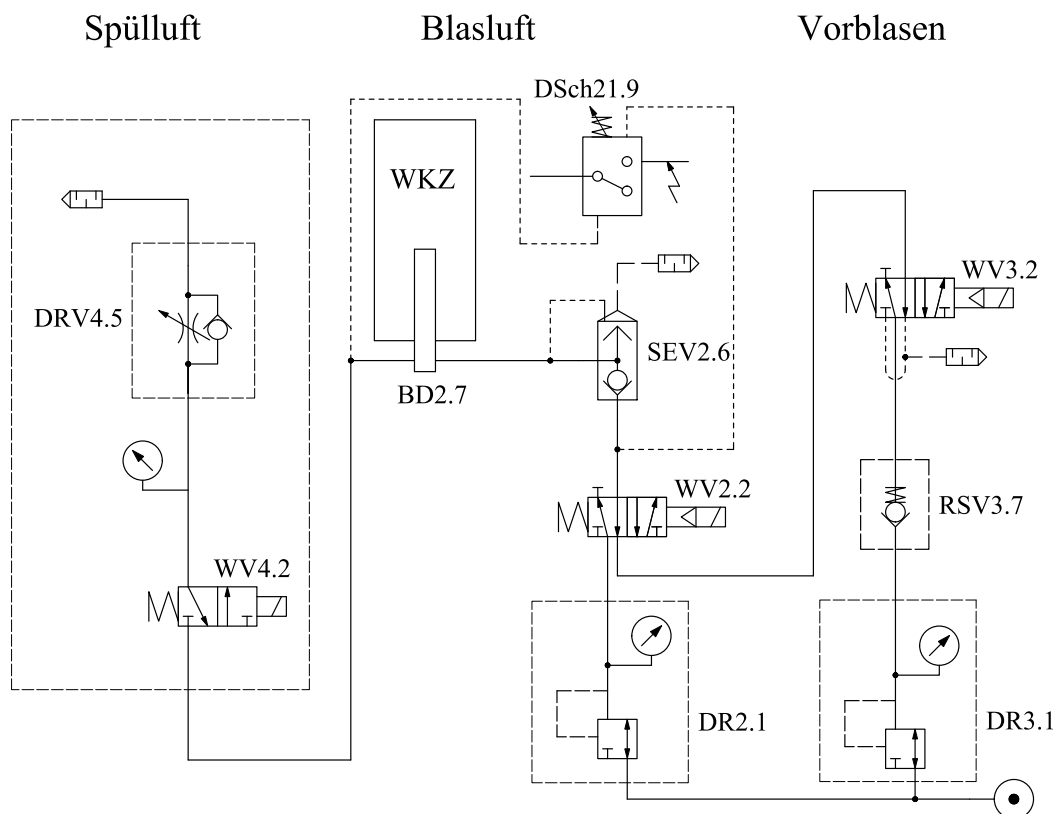 Spülluft
Blasluft
Vorblasen
DSch21.9
WKZ
WV3.2
DRV4.5
SEV2.6
BD2.7
WV2.2
RSV3.7
WV4.2
DR2.1
DR3.1